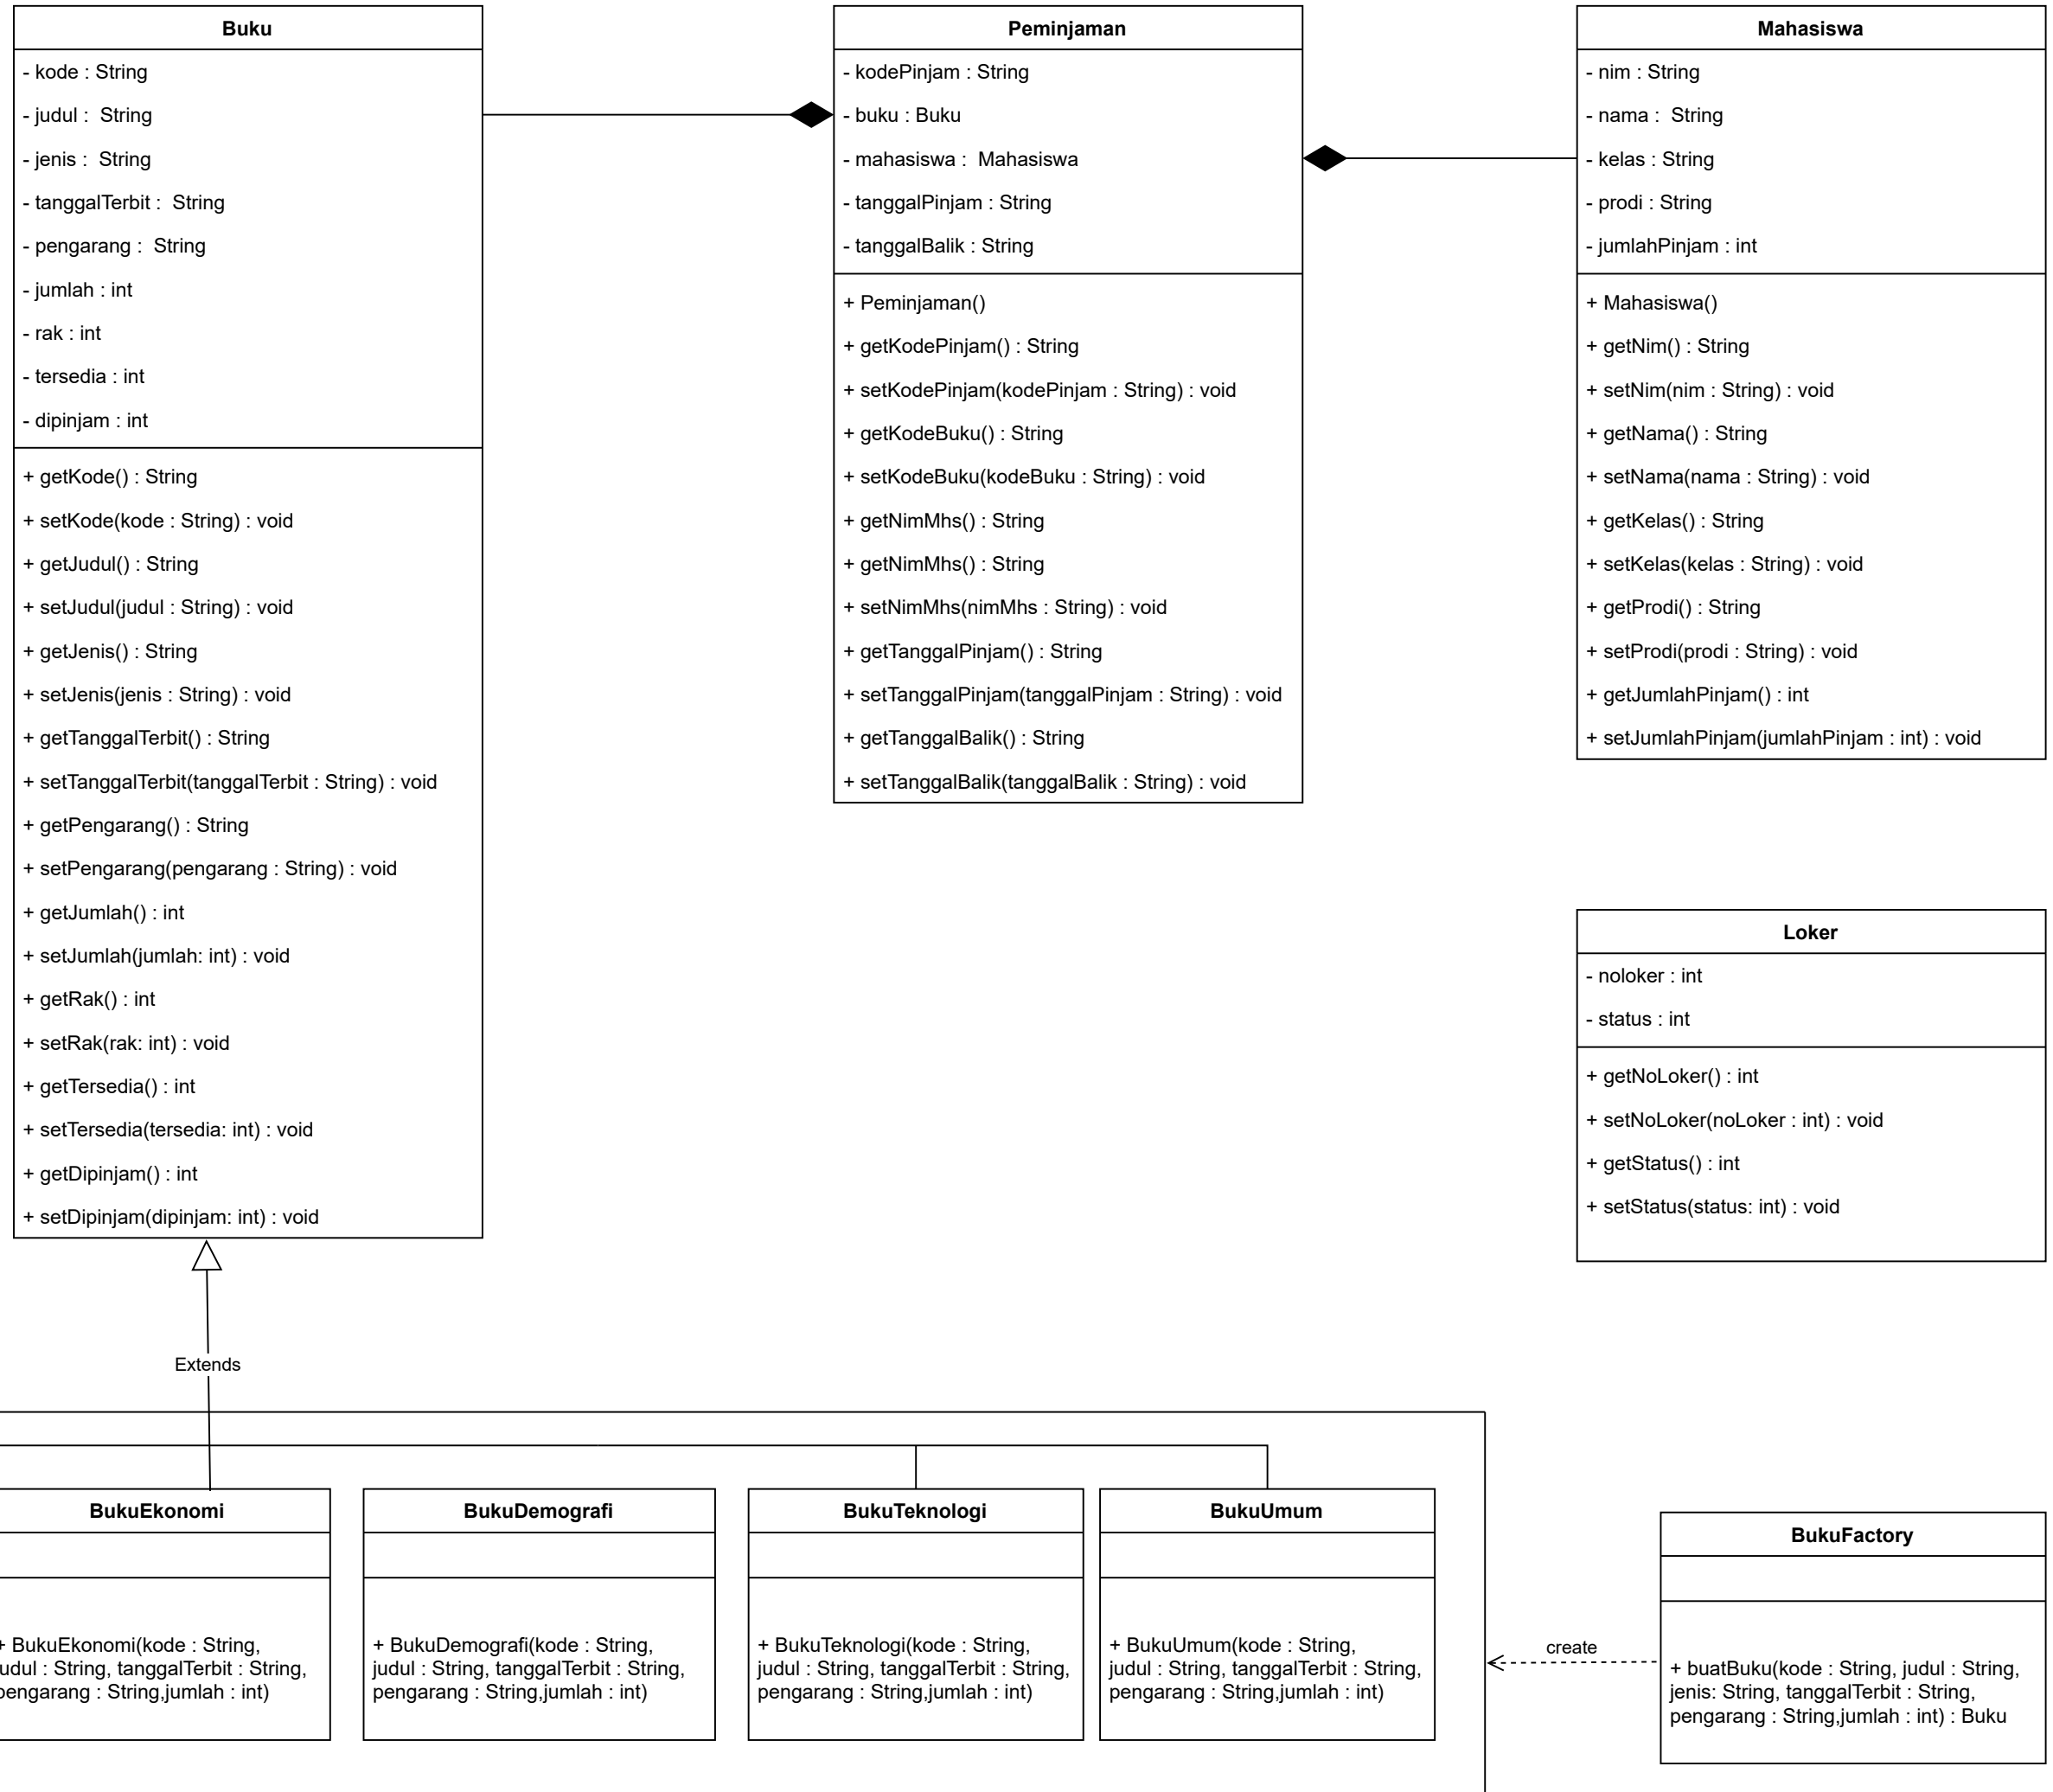 Buku
- kode : String
- judul :  String
- jenis :  String
- tanggalTerbit :  String
- pengarang :  String
- jumlah : int
- rak : int
- tersedia : int
- dipinjam : int
+ getKode() : String
+ setKode(kode : String) : void
+ getJudul() : String
+ setJudul(judul : String) : void
+ getJenis() : String
+ setJenis(jenis : String) : void
+ getTanggalTerbit() : String
+ setTanggalTerbit(tanggalTerbit : String) : void
+ getPengarang() : String
+ setPengarang(pengarang : String) : void
+ getJumlah() : int
+ setJumlah(jumlah: int) : void
+ getRak() : int
+ setRak(rak: int) : void
+ getTersedia() : int
+ setTersedia(tersedia: int) : void
+ getDipinjam() : int
+ setDipinjam(dipinjam: int) : void
Peminjaman
- kodePinjam : String
- buku : Buku
- mahasiswa :  Mahasiswa
- tanggalPinjam : String
- tanggalBalik : String
+ Peminjaman()
+ getKodePinjam() : String
+ setKodePinjam(kodePinjam : String) : void
+ getKodeBuku() : String
+ setKodeBuku(kodeBuku : String) : void
+ getNimMhs() : String
+ getNimMhs() : String
+ setNimMhs(nimMhs : String) : void
+ getTanggalPinjam() : String
+ setTanggalPinjam(tanggalPinjam : String) : void
+ getTanggalBalik() : String
+ setTanggalBalik(tanggalBalik : String) : void
Mahasiswa
- nim : String
- nama :  String
- kelas : String
- prodi : String
- jumlahPinjam : int
+ Mahasiswa()
+ getNim() : String
+ setNim(nim : String) : void
+ getNama() : String
+ setNama(nama : String) : void
+ getKelas() : String
+ setKelas(kelas : String) : void
+ getProdi() : String
+ setProdi(prodi : String) : void
+ getJumlahPinjam() : int
+ setJumlahPinjam(jumlahPinjam : int) : void
Loker
- noloker : int
- status : int
+ getNoLoker() : int
+ setNoLoker(noLoker : int) : void
+ getStatus() : int
+ setStatus(status: int) : void
Extends
BukuEkonomi
+ BukuEkonomi(kode : String,
judul : String, tanggalTerbit : String,
pengarang : String,jumlah : int)
BukuDemografi
+ BukuDemografi(kode : String,
judul : String, tanggalTerbit : String,
pengarang : String,jumlah : int)
BukuTeknologi
+ BukuTeknologi(kode : String,
judul : String, tanggalTerbit : String,
pengarang : String,jumlah : int)
BukuUmum
+ BukuUmum(kode : String,
judul : String, tanggalTerbit : String,
pengarang : String,jumlah : int)
create
BukuFactory
+ buatBuku(kode : String, judul : String,
jenis: String, tanggalTerbit : String,
pengarang : String,jumlah : int) : Buku